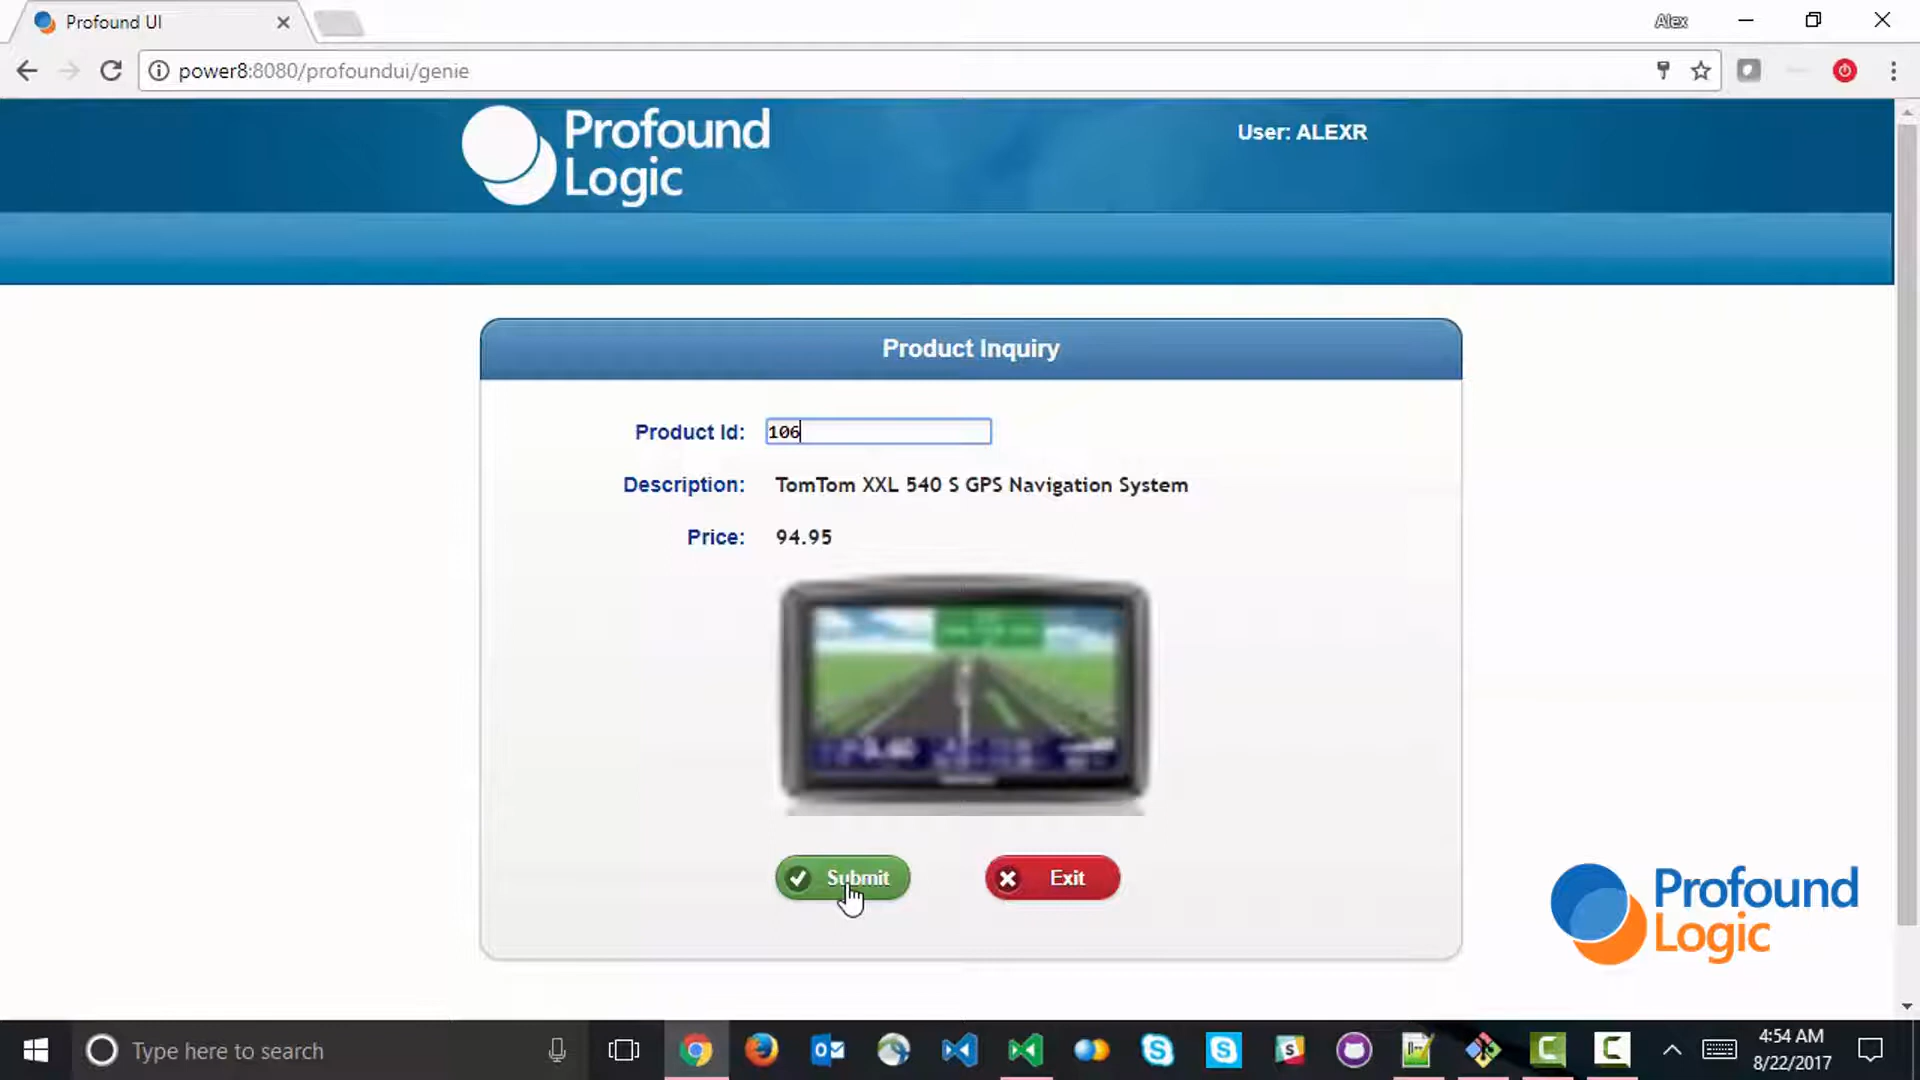 Profound UI
Alex
power8:8080/profoundui/genie
Profound
Logic
User: ALEXR
Product Inquiry
Product Id: 106
Description: TomTom XXL 540 S GPS Navigation System
Price: 94.95
Submit
Exit
Profound
Logic
Type here to search
4:54 AM
8/22/2017